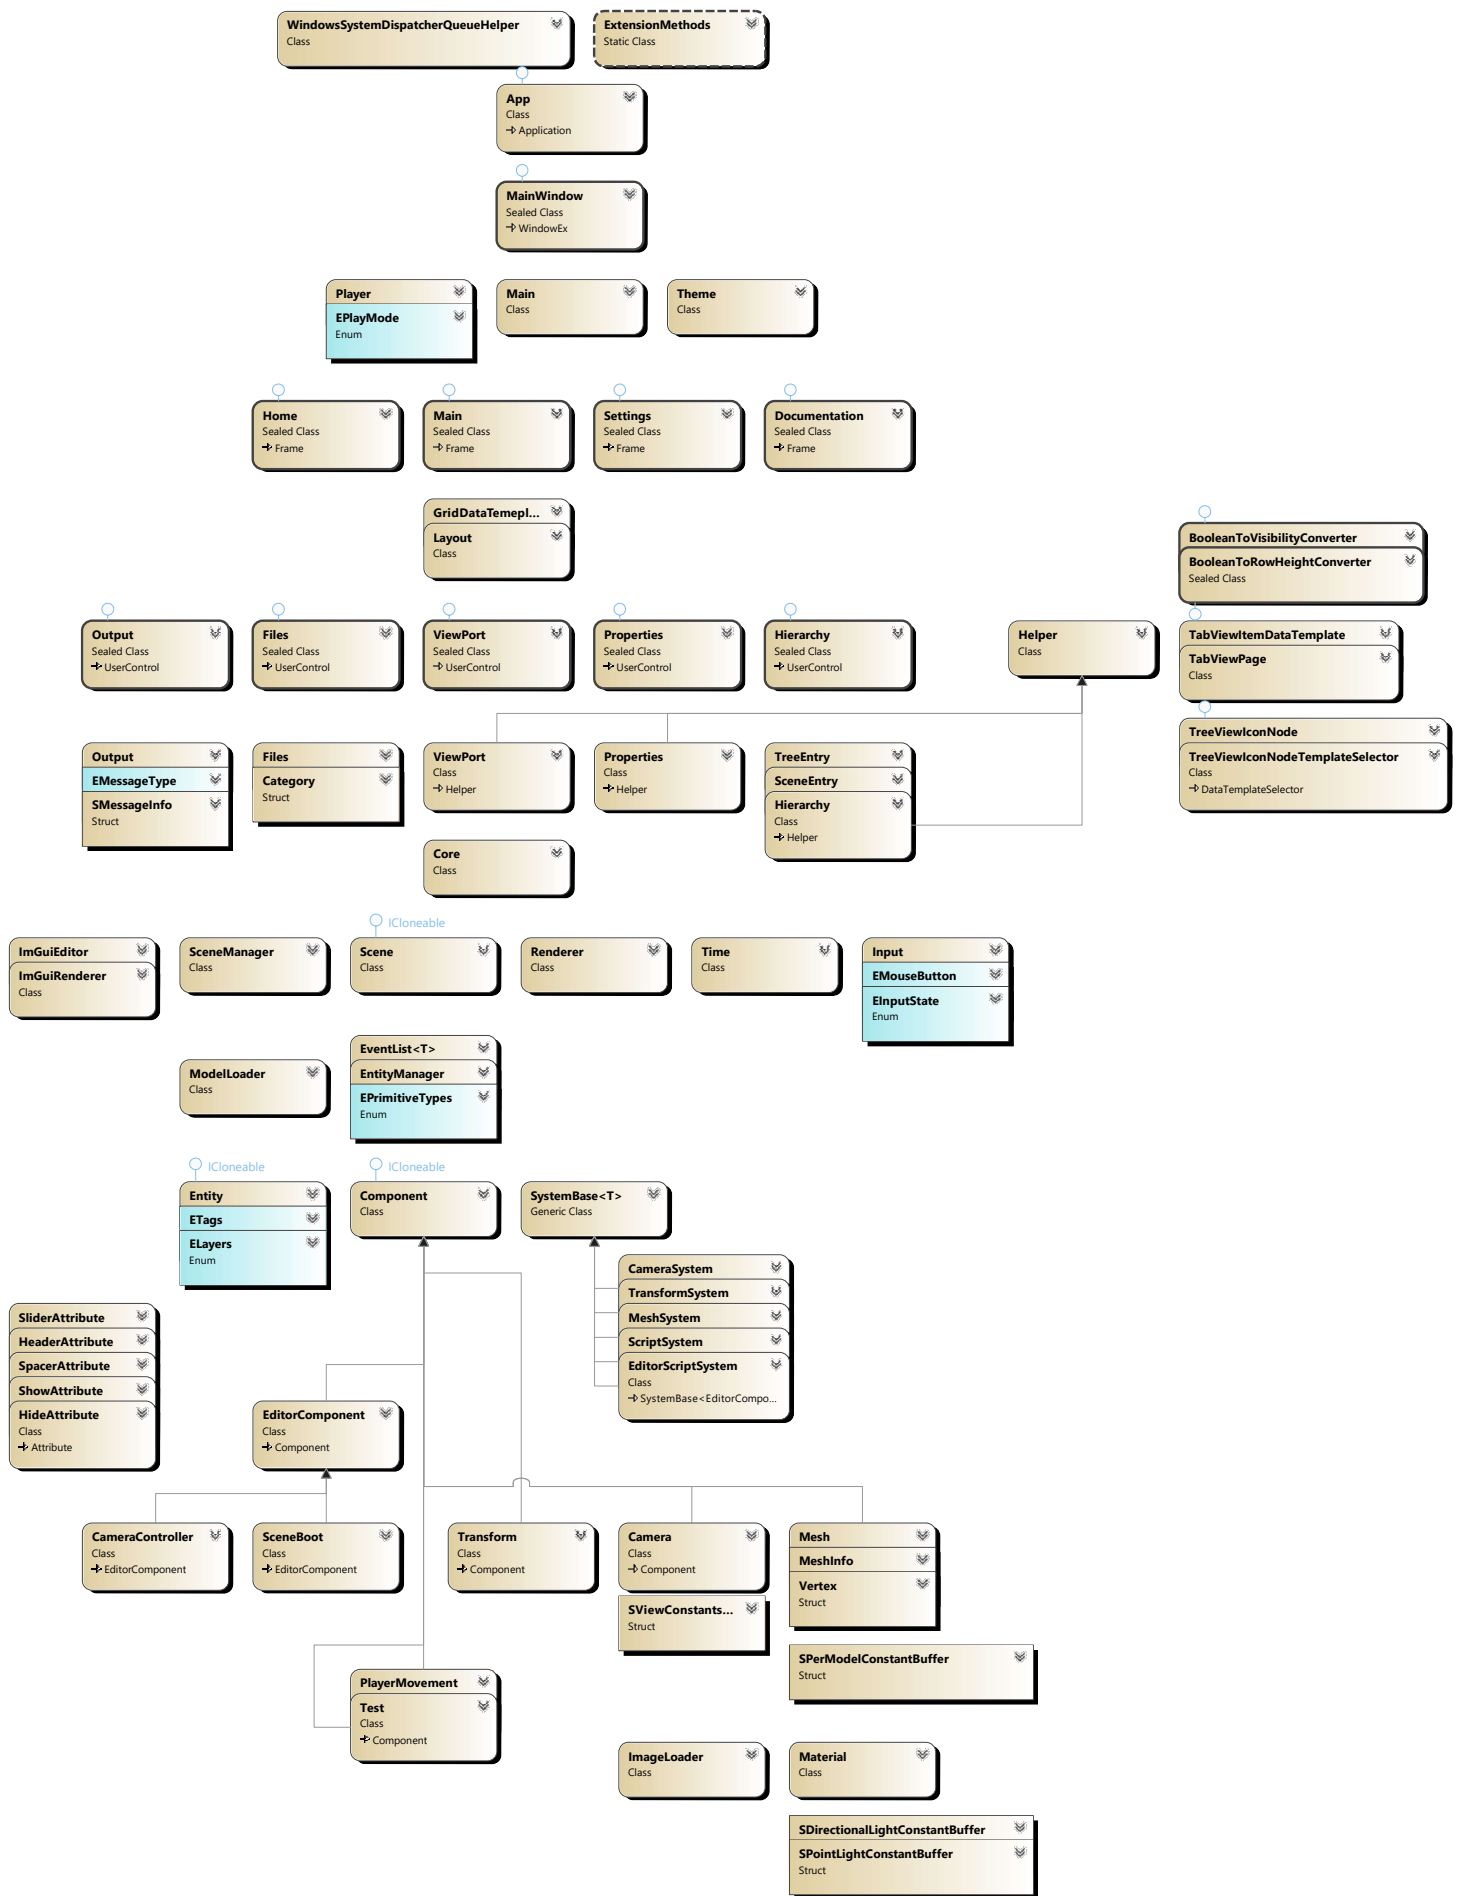 WindowsSystemDispatcherQueueHelper
Class
ExtensionMethods
Static Class
App
Class
Application
MainWindow
Sealed Class
WindowEx
Player
EPlayMode
Enum
Main
Class
Theme
Class
Home
Sealed Class
Frame
Main
Sealed Class
Frame
Settings
Sealed Class
Frame
Documentation
Sealed Class
Frame
GridDataTemepl...
Layout
Class
BooleanToVisibilityConverter
BooleanToRowHeightConverter
Sealed Class
Output
Sealed Class
UserControl
Files
Sealed Class
UserControl
ViewPort
Sealed Class
UserControl
Properties
Sealed Class
UserControl
Hierarchy
Sealed Class
UserControl
Helper
Class
TabViewItemDataTemplate
TabViewPage
Class
Output
EMessageType
SMessageInfo
Struct
Files
Category
Struct
ViewPort
Class
Helper
Properties
Class
Helper
TreeEntry
SceneEntry
Hierarchy
Class
Helper
TreeViewIconNode
TreeViewIconNodeTemplateSelector
Class
DataTemplateSelector
Core
Class
ImGuiEditor
ImGuiRenderer
Class
SceneManager
Class
ICloneable
Scene
Class
Renderer
Class
Time
Class
Input
EMouseButton
EInputState
Enum
ModelLoader
Class
EventList<T>
EntityManager
EPrimitiveTypes
Enum
ICloneable
Entity
ETags
ELayers
Enum
ICloneable
Component
Class
SystemBase<T>
Generic Class
CameraSystem
TransformSystem
MeshSystem
ScriptSystem
EditorScriptSystem
Class
SystemBase<EditorCompo...
SliderAttribute
HeaderAttribute
SpacerAttribute
ShowAttribute
HideAttribute
Class
Attribute
EditorComponent
Class
Component
CameraController
Class
EditorComponent
SceneBoot
Class
EditorComponent
Transform
Class
Component
Camera
Class
Component
Mesh
MeshInfo
Vertex
Struct
SViewConstants...
Struct
SPerModelConstantBuffer
Struct
PlayerMovement
Test
Class
Component
ImageLoader
Class
Material
Class
SDirectionalLightConstantBuffer
SPointLightConstantBuffer
Struct